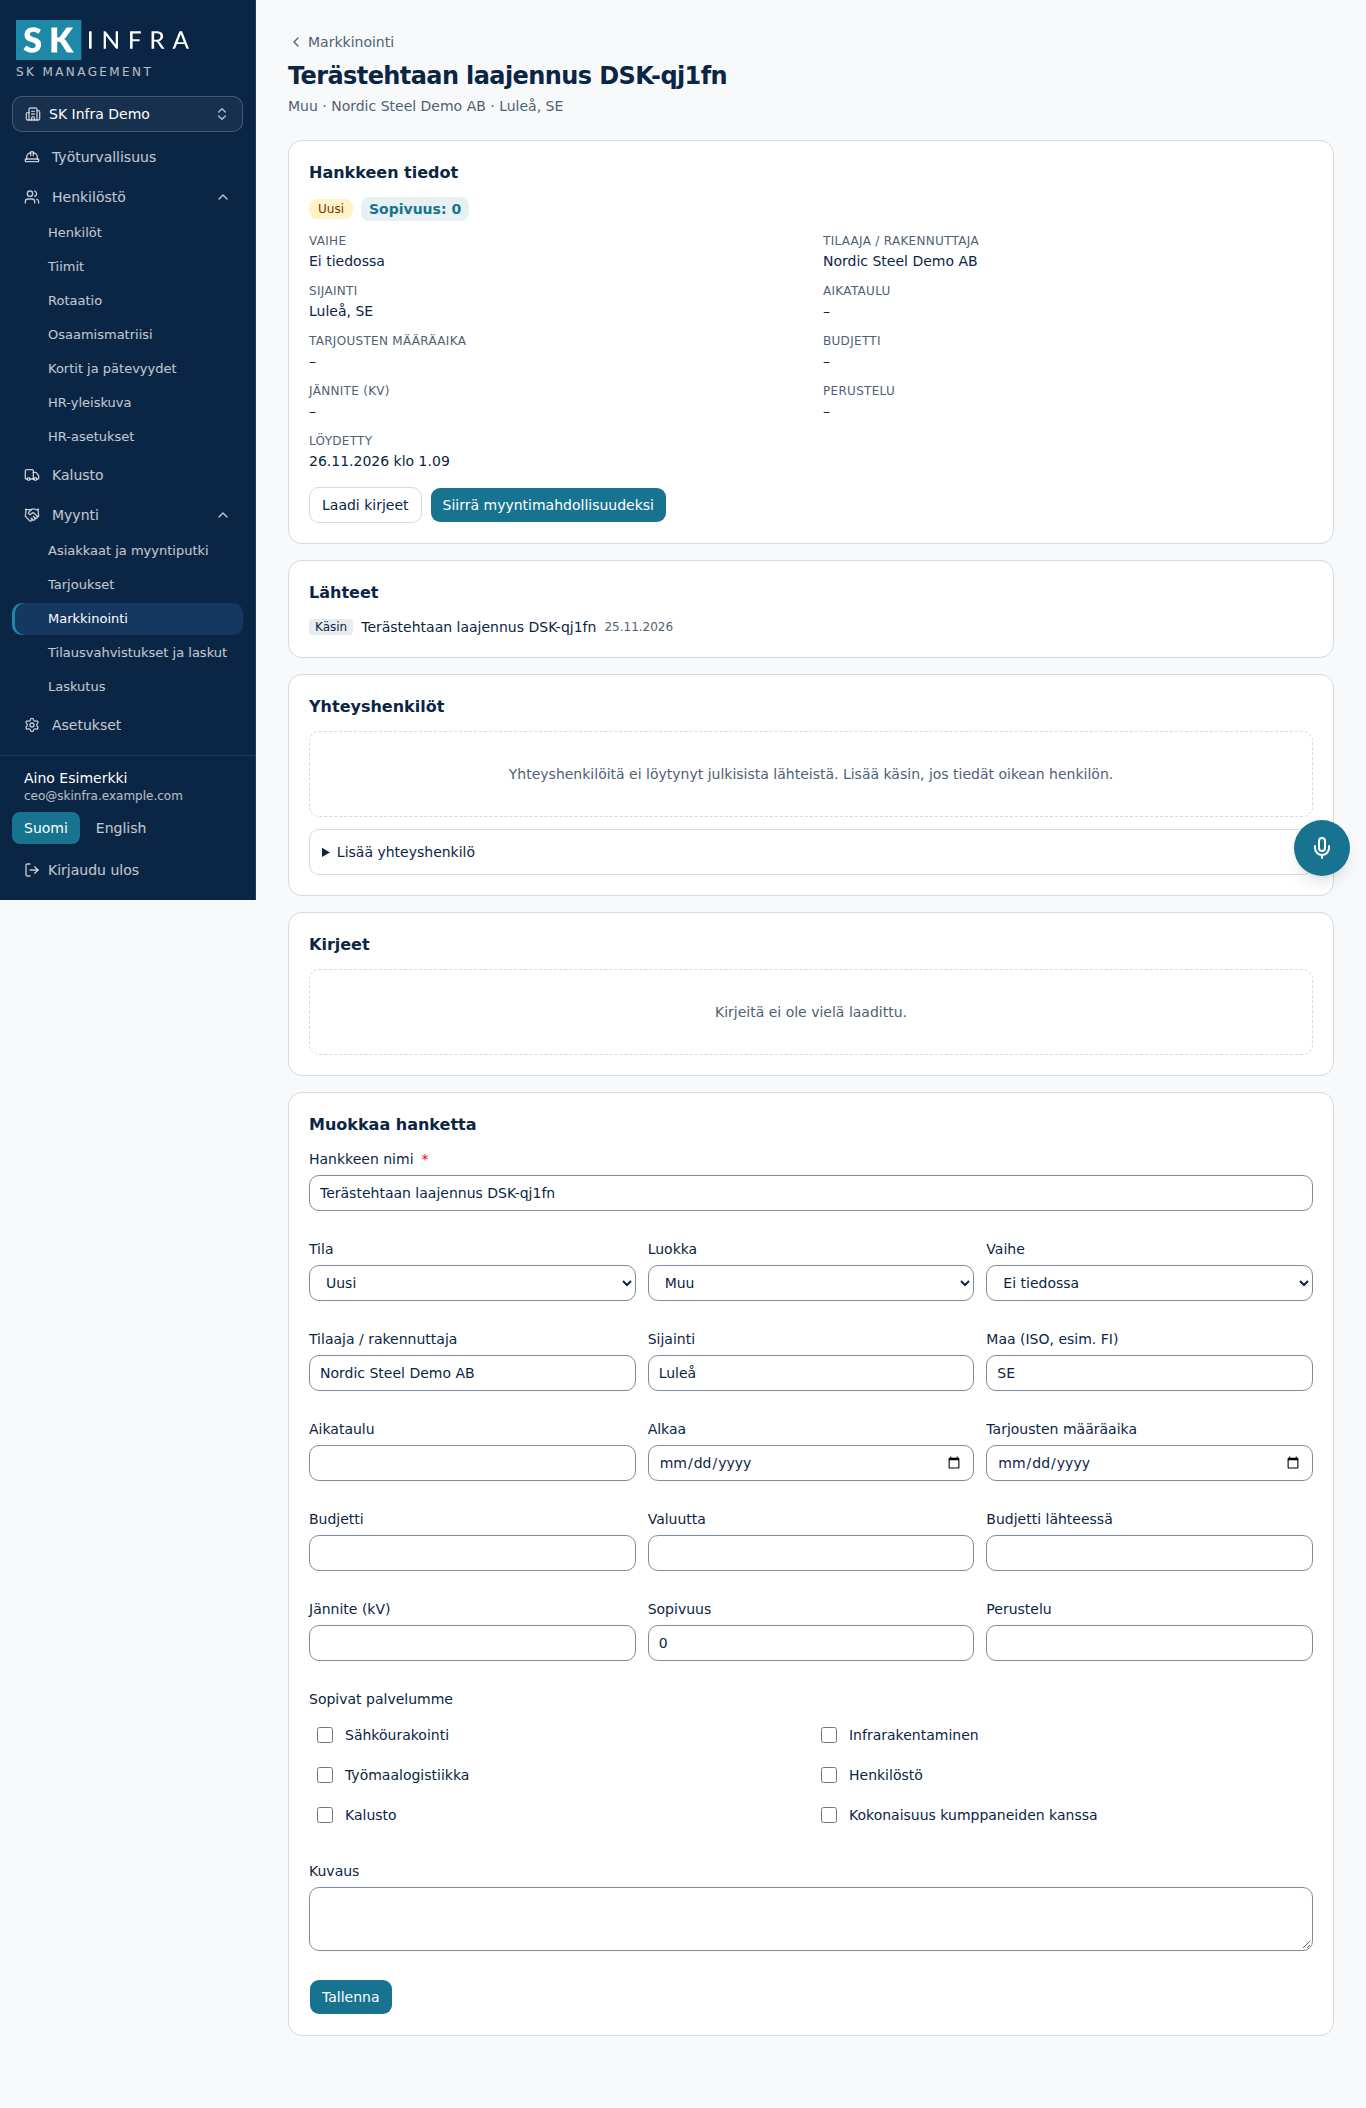 SK INFRA
SK MANAGEMENT
SK Infra Demo
Työturvallisuus
Henkilöstö
Henkilöt
Tiimit
Rotaatio
Osaamismatriisi
Kortit ja pätevyydet
HR-yleiskuva
HR-asetukset
Kalusto
Myynti
Asiakkaat ja myyntiputki
Tarjoukset
Markkinointi
Tilausvahvistukset ja laskut
Laskutus
Asetukset
Aino Esimerkki
ceo@skinfra.example.com
Suomi English
Kirjaudu ulos
Markkinointi
Terästehtaan laajennus DSK-qj1fn
Muu · Nordic Steel Demo AB · Luleå, SE
Hankkeen tiedot
Uusi Sopivuus: 0
VAIHE
Ei tiedossa
TILAAJA / RAKENNUTTAJA
Nordic Steel Demo AB
SIJAINTI
Luleå, SE
AIKATAULU
–
TARJOUSTEN MÄÄRÄAIKA
–
BUDJETTI
–
JÄNNITE (KV)
–
PERUSTELU
–
LÖYDETTY
26.11.2026 klo 1.09
Laadi kirjeet Siirrä myyntimahdollisuudeksi
Lähteet
Käsin Terästehtaan laajennus DSK-qj1fn 25.11.2026
Yhteyshenkilöt
Yhteyshenkilöitä ei löytynyt julkisista lähteistä. Lisää käsin, jos tiedät oikean henkilön.
Lisää yhteyshenkilö
Kirjeet
Kirjeitä ei ole vielä laadittu.
Muokkaa hanketta
Hankkeen nimi *
Terästehtaan laajennus DSK-qj1fn
Tila Luokka Vaihe
Uusi Muu Ei tiedossa
Tilaaja / rakennuttaja Sijainti Maa (ISO, esim. FI)
Nordic Steel Demo AB Luleå SE
Aikataulu Alkaa Tarjousten määräaika
mm/dd/yyyy mm/dd/yyyy
Budjetti Valuutta Budjetti lähteessä
Jännite (kV) Sopivuus Perustelu
0
Sopivat palvelumme
Sähköurakointi Infrarakentaminen
Työmaalogistiikka Henkilöstö
Kalusto Kokonaisuus kumppaneiden kanssa
Kuvaus
Tallenna